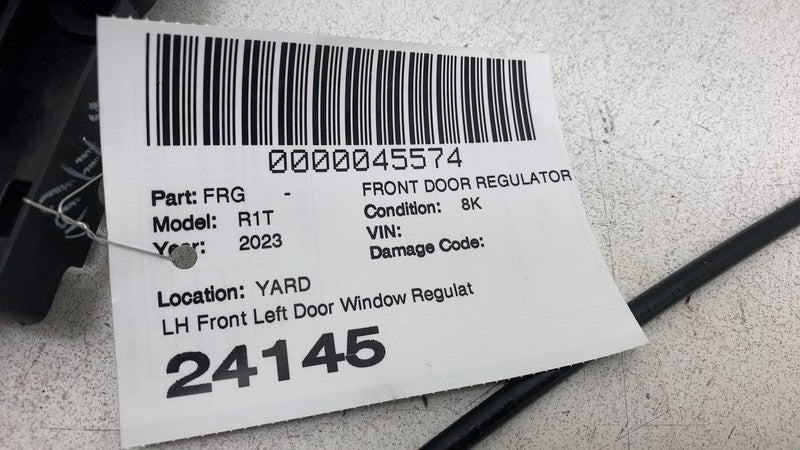 0000045574
Part: FRG - FRONT DOOR REGULATOR
Model: R1T Condition: 8K
Year: 2023 VIN:
Damage Code:
Location: YARD
LH Front Left Door Window Regulat
24145